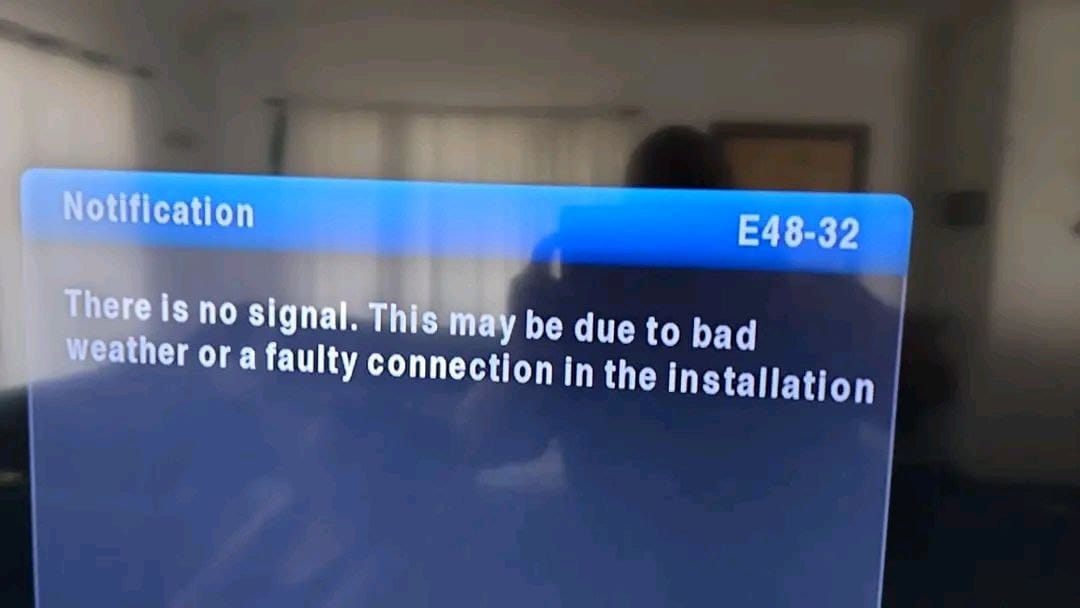 Notification E48-32
There is no signal. This may be due to bad
weather or a faulty connection in the installation